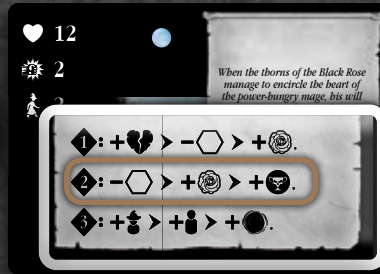 12
2
When the thorns of the Black Rose
manage to encircle the heart of
the power-hungry mage, his will
1: + > - > + .
2: - > + > +
3: + > + > + .